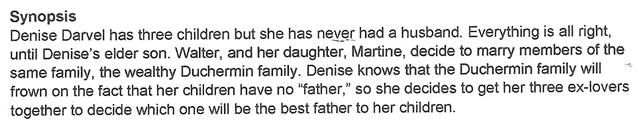 Synopsis
Denise Darvel has three children but she has never had a husband. Everything is all right,
until Denise's elder son. Walter, and her daughter, Martine, decide to marry members of the
same family, the wealthy Duchermin family. Denise knows that the Duchermin family will
frown on the fact that her children have no "father," so she decides to get her three ex-lovers
together to decide which one will be the best father to her children.